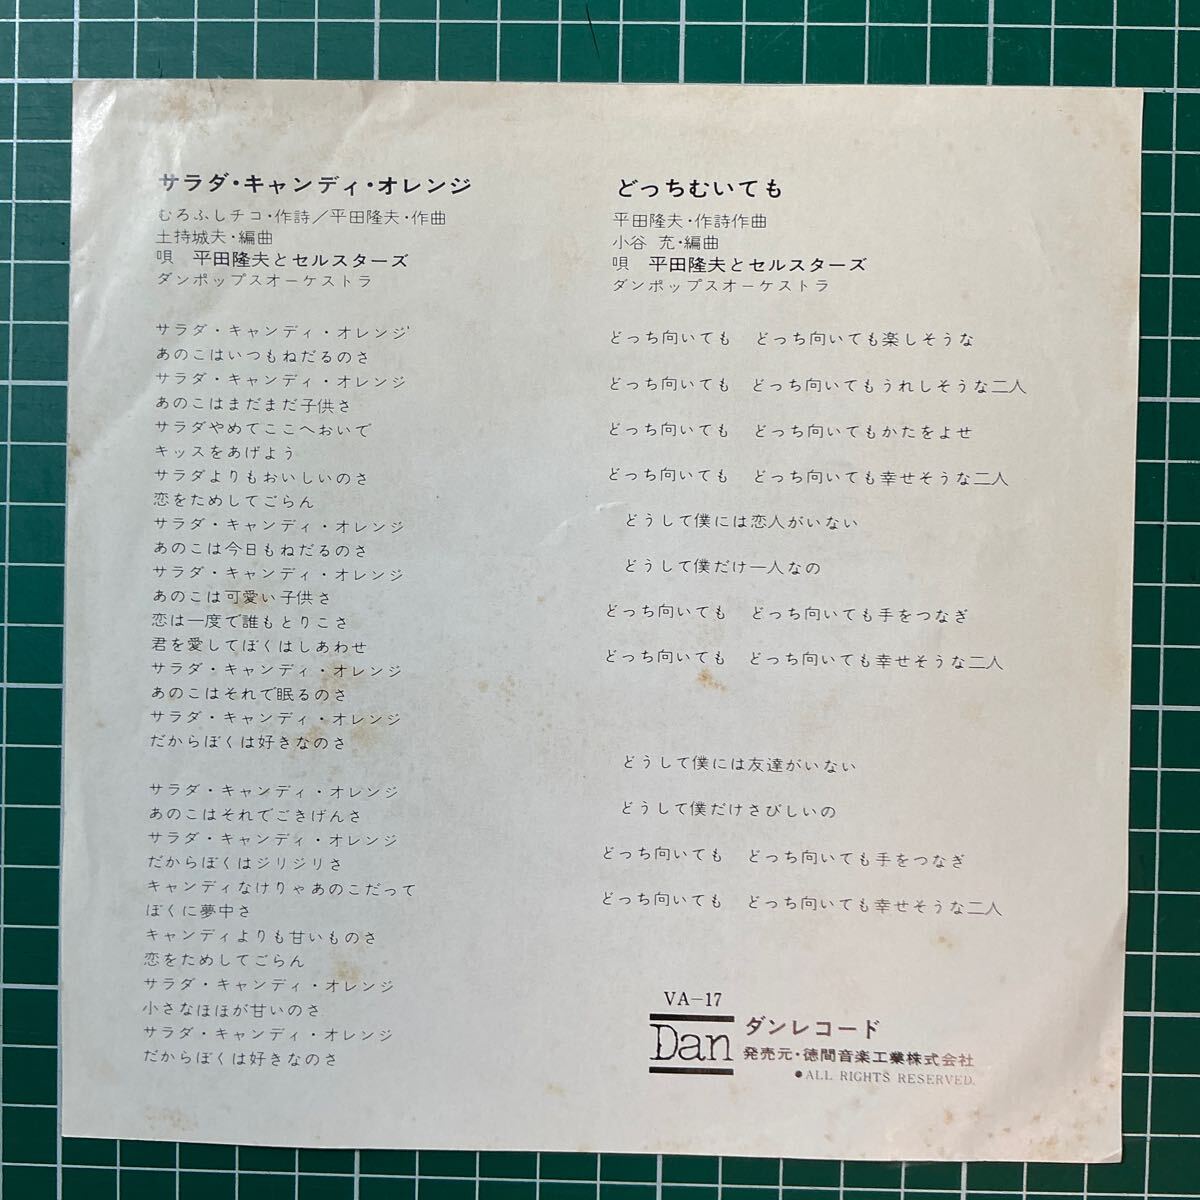 サラダ・キャンディ・オレンジ
むろふしチコ・作詩／平田隆夫・作曲
土持城夫・編曲
唄　平田隆夫とセルスターズ
ダンポップスオーケストラ
サラダ・キャンディ・オレンジ
あのこはいつもねだるのさ
サラダ・キャンディ・オレンジ
あのこはまだまだ子供さ
サラダやめてここへおいで
キッスをあげよう
サラダよりもおいしいのさ
恋をためしてごらん
サラダ・キャンディ・オレンジ
あのこは今日もねだるのさ
サラダ・キャンディ・オレンジ
あのこは可愛い子供さ
恋は一度で誰もとりこさ
君を愛してぼくはしあわせ
サラダ・キャンディ・オレンジ
あのこはそれで眠るのさ
サラダ・キャンディ・オレンジ
だからぼくは好きなのさ
サラダ・キャンディ・オレンジ
あのこはそれでごきげんさ
サラダ・キャンディ・オレンジ
だからぼくはジリジリさ
キャンディなけりゃあのこだって
ぼくに夢中さ
キャンディよりも甘いものさ
恋をためしてごらん
サラダ・キャンディ・オレンジ
小さなほほが甘いのさ
サラダ・キャンディ・オレンジ
だからぼくは好きなのさ
どっちむいても
平田隆夫・作詩作曲
小谷　充・編曲
唄　平田隆夫とセルスターズ
ダンポップスオーケストラ
どっち向いても　どっち向いても楽しそうな
どっち向いても　どっち向いてもうれしそうな二人
どっち向いても　どっち向いてもかたをよせ
どっち向いても　どっち向いても幸せそうな二人
どうして僕には恋人がいない
どうして僕だけ一人なの
どっち向いても　どっち向いても手をつなぎ
どっち向いても　どっち向いても幸せそうな二人
どうして僕には友達がいない
どうして僕だけさびしいの
どっち向いても　どっち向いても手をつなぎ
どっち向いても　どっち向いても幸せそうな二人
VA−17
Dan ダンレコード
発売元・徳間音楽工業株式会社
●ALL RIGHTS RESERVED.